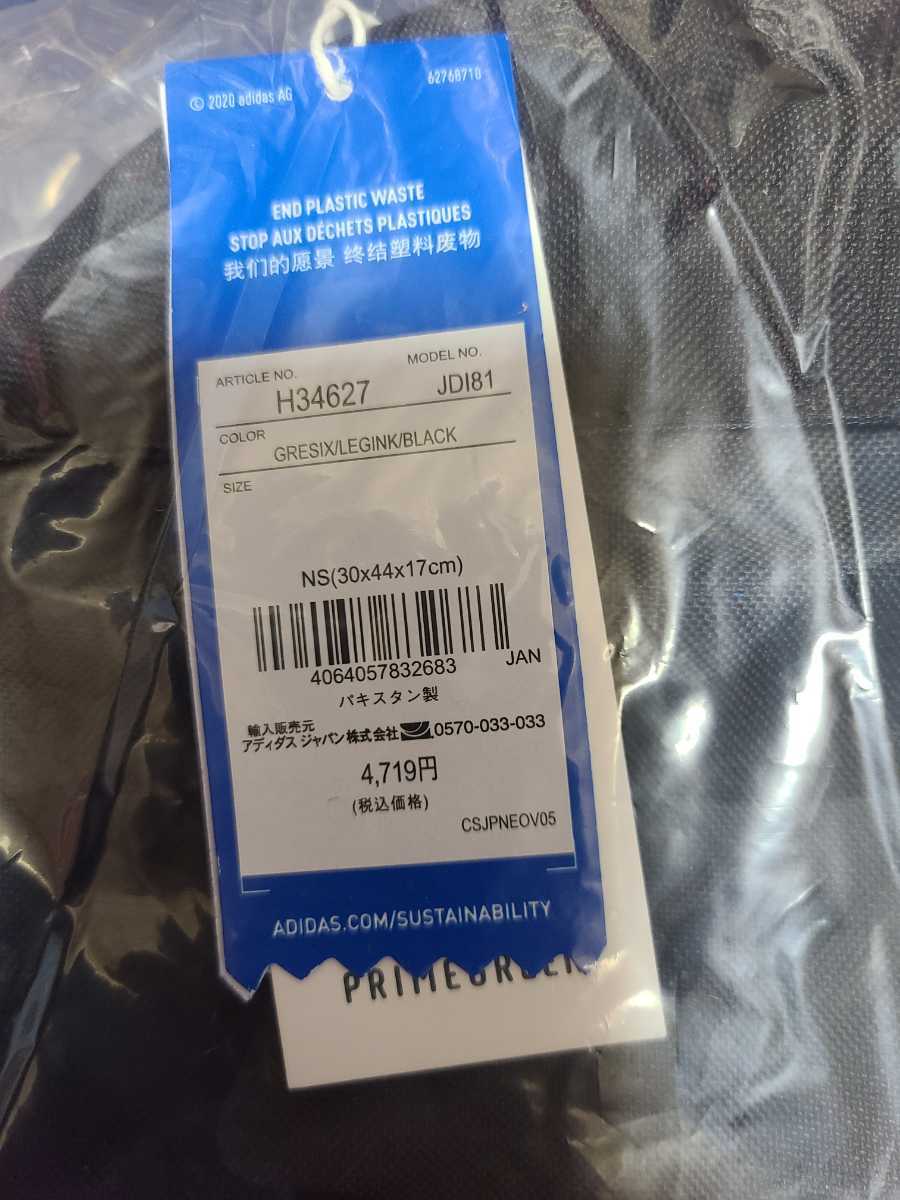 © 2020 adidas AG
62768710
END PLASTIC WASTE
STOP AUX DÉCHETS PLASTIQUES
我们的愿景 终结塑料废物
ARTICLE NO.
MODEL NO.
H34627
JDI81
COLOR
GRESIX/LEGINK/BLACK
SIZE
NS(30x44x17cm)
4064057832683
JAN
パキスタン製
輸入販売元
アディダス ジャパン株式会社 0570-033-033
4,719円
(税込価格)
CSJPNEOV05
ADIDAS.COM/SUSTAINABILITY
PRIMEGREEN